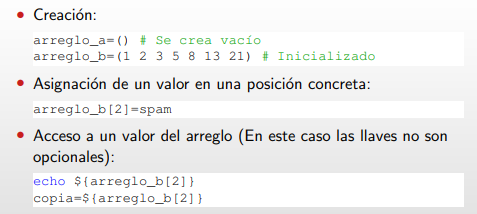 • Creación:
arreglo_a=() # Se crea vacío
arreglo_b=(1 2 3 5 8 13 21) # Inicializado
• Asignación de un valor en una posición concreta:
arreglo_b[2]=spam
• Acceso a un valor del arreglo (En este caso las llaves no son
opcionales):
echo ${arreglo_b[2]}
copia=${arreglo_b[2]}